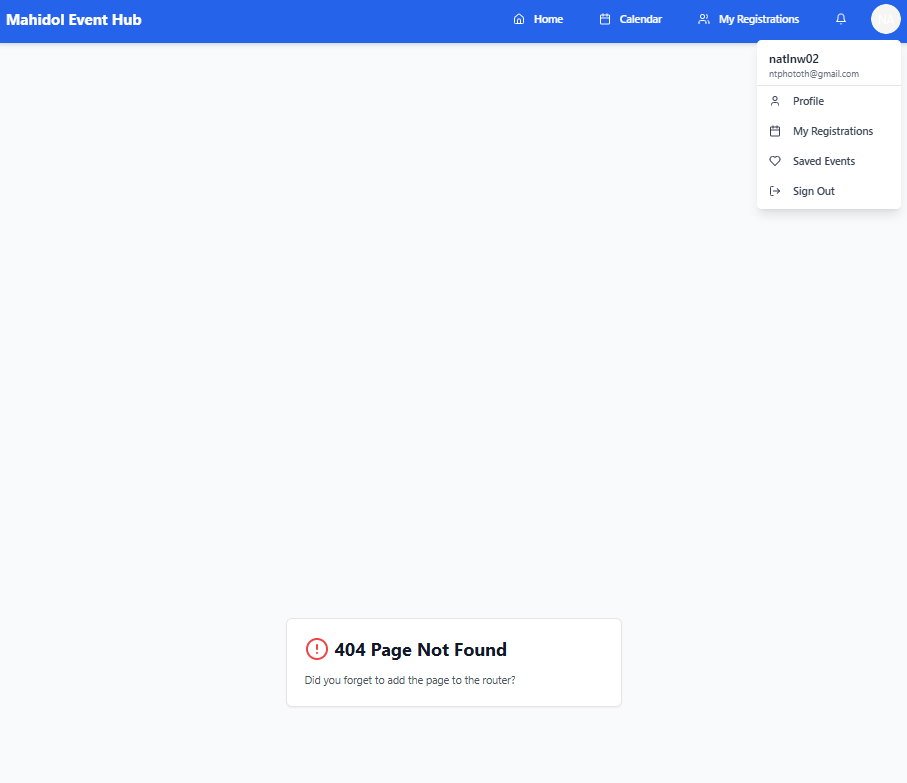 Mahidol Event Hub
Home
Calendar
My Registrations
NA
natlnw02
ntphototh@gmail.com
Profile
My Registrations
Saved Events
Sign Out
404 Page Not Found
Did you forget to add the page to the router?